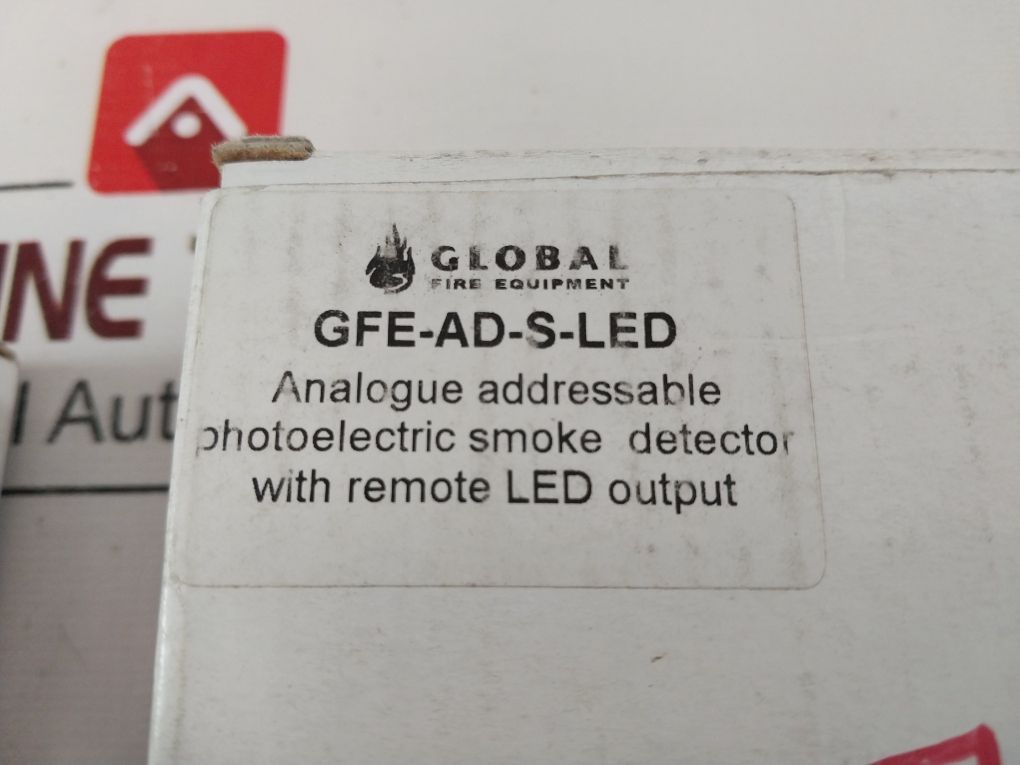 GLOBAL
FIRE EQUIPMENT
GFE-AD-S-LED
Analogue addressable
photoelectric smoke detector
with remote LED output